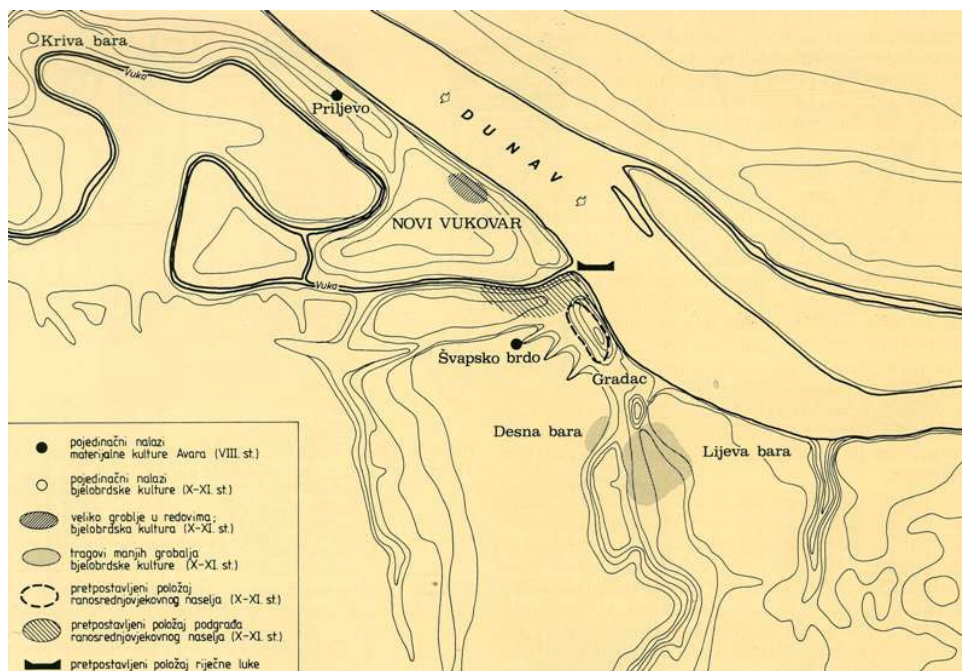 Kriva bara
Vuka
Priljevo
DUNAV
NOVI VUKOVAR
Vuka
Švapsko brdo
Gradac
Desna bara
Lijeva bara
pojedinačni nalazi
materijalne kulture Avara (VIII. st.)
pojedinačni nalazi
bjelobrdske kulture (X-XI. st.)
veliko groblje u redovima;
bjelobrdska kultura (X-XI. st.)
tragovi manjih grobalja
bjelobrdske kulture (X-XI. st.)
pretpostavljeni položaj
ranosrednjovjekovnog naselja (X-XI. st.)
pretpostavljeni položaj podgrađa
ranosrednjovjekovnog naselja (X-XI. st.)
pretpostavljeni položaj riječne luke